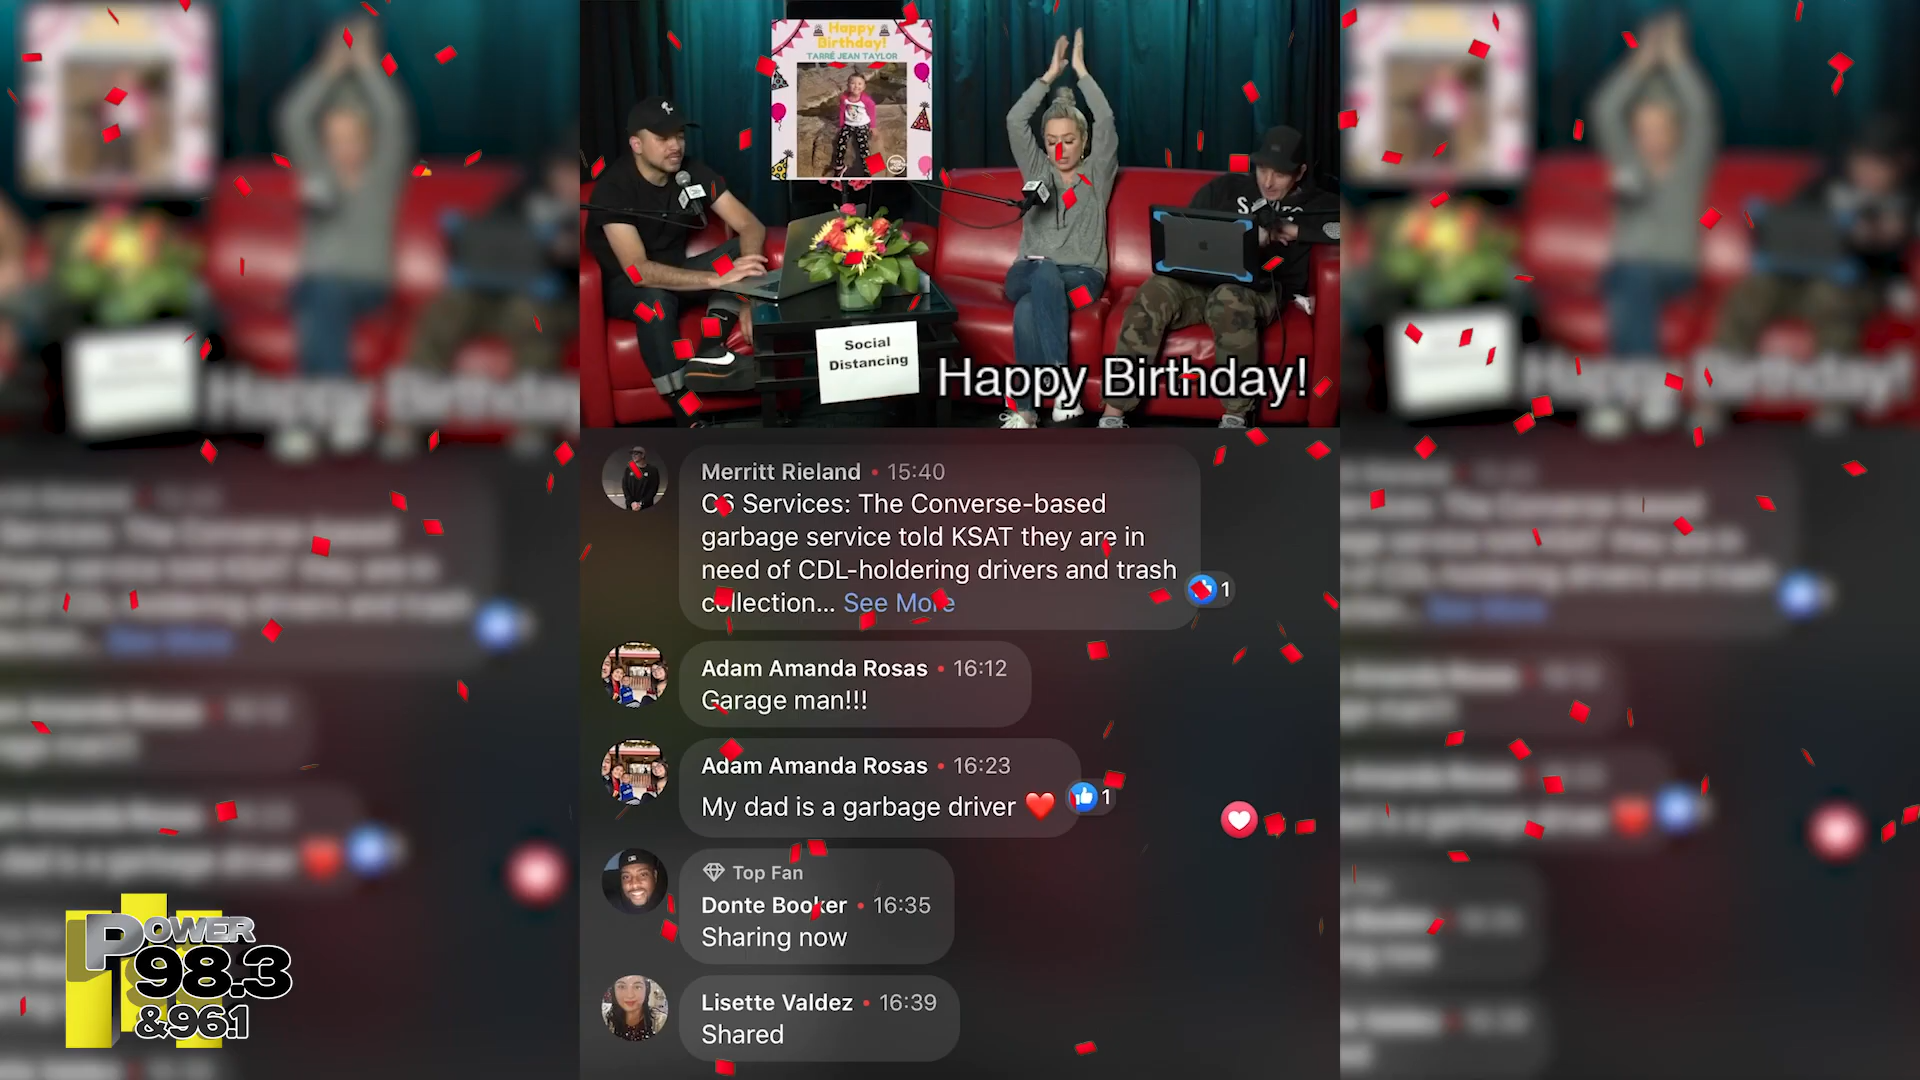 Happy
Birthday!
TARRÉ JEAN TAYLOR
Social
Distancing
Happy Birthday!
Merritt Rieland • 15:40
C6 Services: The Converse-based
garbage service told KSAT they are in
need of CDL-holdering drivers and trash
collection... See More
1
Adam Amanda Rosas • 16:12
Garage man!!!
Adam Amanda Rosas • 16:23
My dad is a garbage driver ❤️
1
Top Fan
Donte Booker • 16:35
Sharing now
Lisette Valdez • 16:39
Shared
POWER
98.3
&96.1